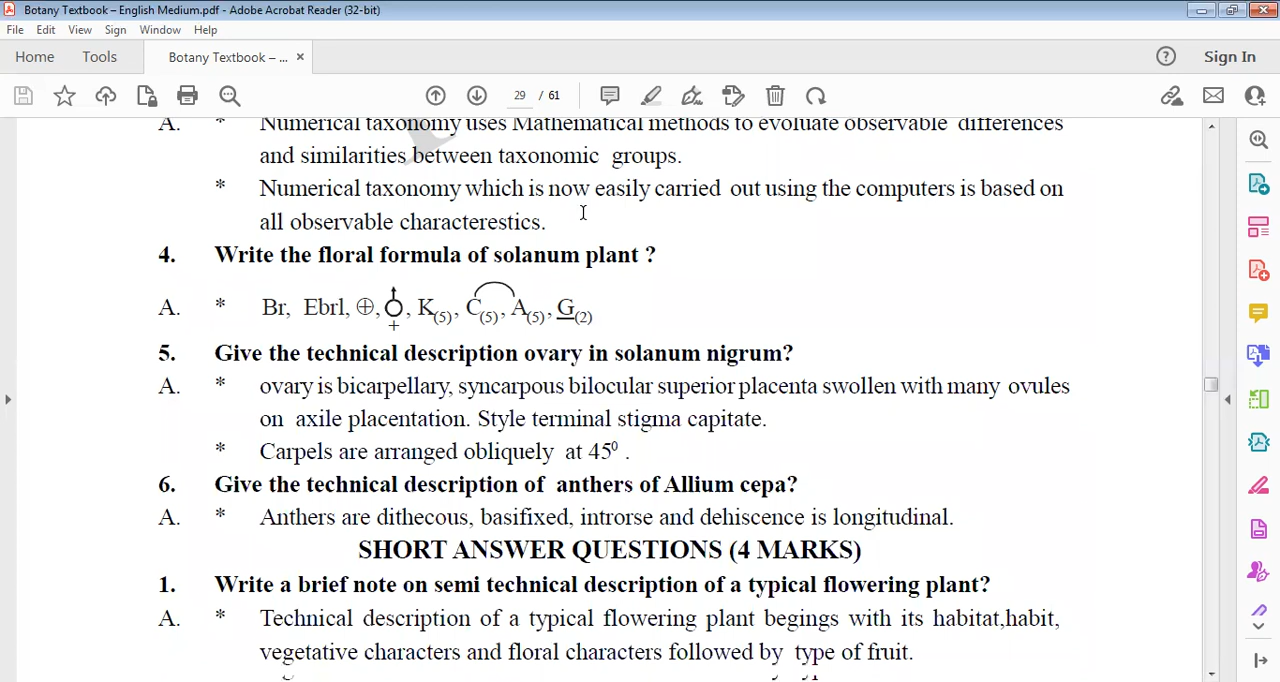 Botany Textbook – English Medium.pdf - Adobe Acrobat Reader (32-bit)
File Edit View Sign Window Help
Home Tools Botany Textbook – ... × Sign In
29 / 61
A. * Numerical taxonomy uses Mathematical methods to evaluate observable differences
and similarities between taxonomic groups.
* Numerical taxonomy which is now easily carried out using the computers is based on
all observable characterestics.
4. Write the floral formula of solanum plant ?
A. * Br, Ebrl, ⊕, ⚥, K(5), C(5), A(5), G(2)
5. Give the technical description ovary in solanum nigrum?
A. * ovary is bicarpellary, syncarpous bilocular superior placenta swollen with many ovules
on axile placentation. Style terminal stigma capitate.
* Carpels are arranged obliquely at 45⁰ .
6. Give the technical description of anthers of Allium cepa?
A. * Anthers are dithecous, basifixed, introrse and dehiscence is longitudinal.
SHORT ANSWER QUESTIONS (4 MARKS)
1. Write a brief note on semi technical description of a typical flowering plant?
A. * Technical description of a typical flowering plant begings with its habitat,habit,
vegetative characters and floral characters followed by type of fruit.